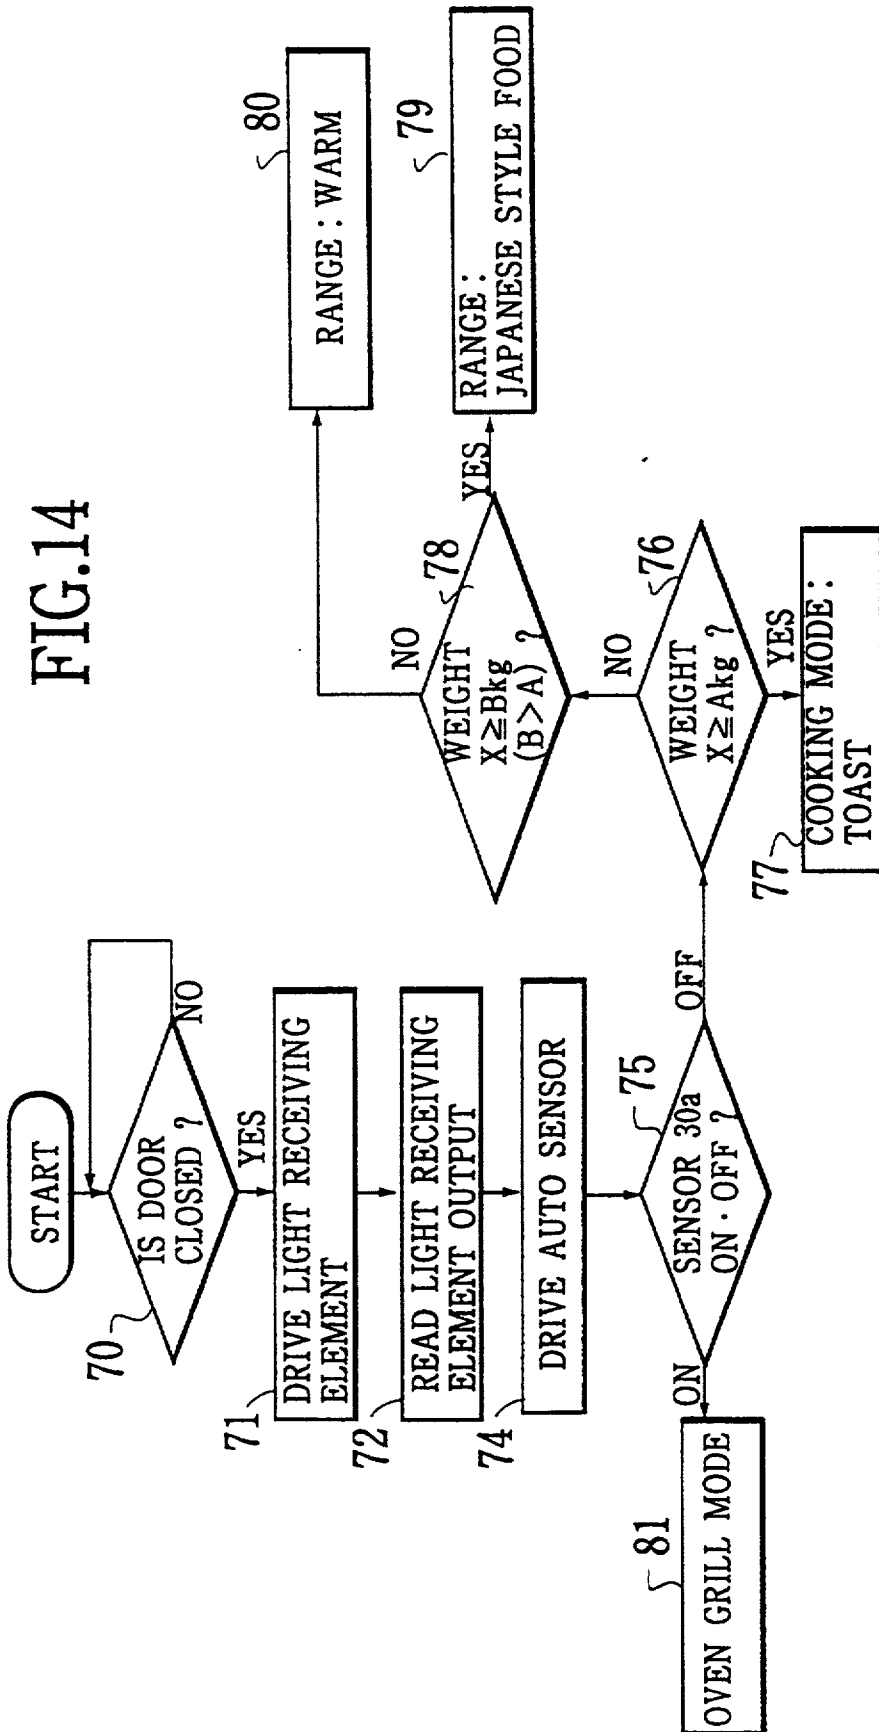 FIG.14
START
IS DOOR
CLOSED ?
70
NO
YES
71
DRIVE LIGHT RECEIVING
ELEMENT
72
READ LIGHT RECEIVING
ELEMENT OUTPUT
74
DRIVE AUTO SENSOR
75
SENSOR 30a
ON · OFF ?
ON
OFF
81
OVEN GRILL MODE
76
WEIGHT
X≧Akg ?
NO
YES
77
COOKING MODE :
TOAST
78
WEIGHT
X≧Bkg
(B>A) ?
NO
YES
79
RANGE :
JAPANESE STYLE FOOD
80
RANGE : WARM